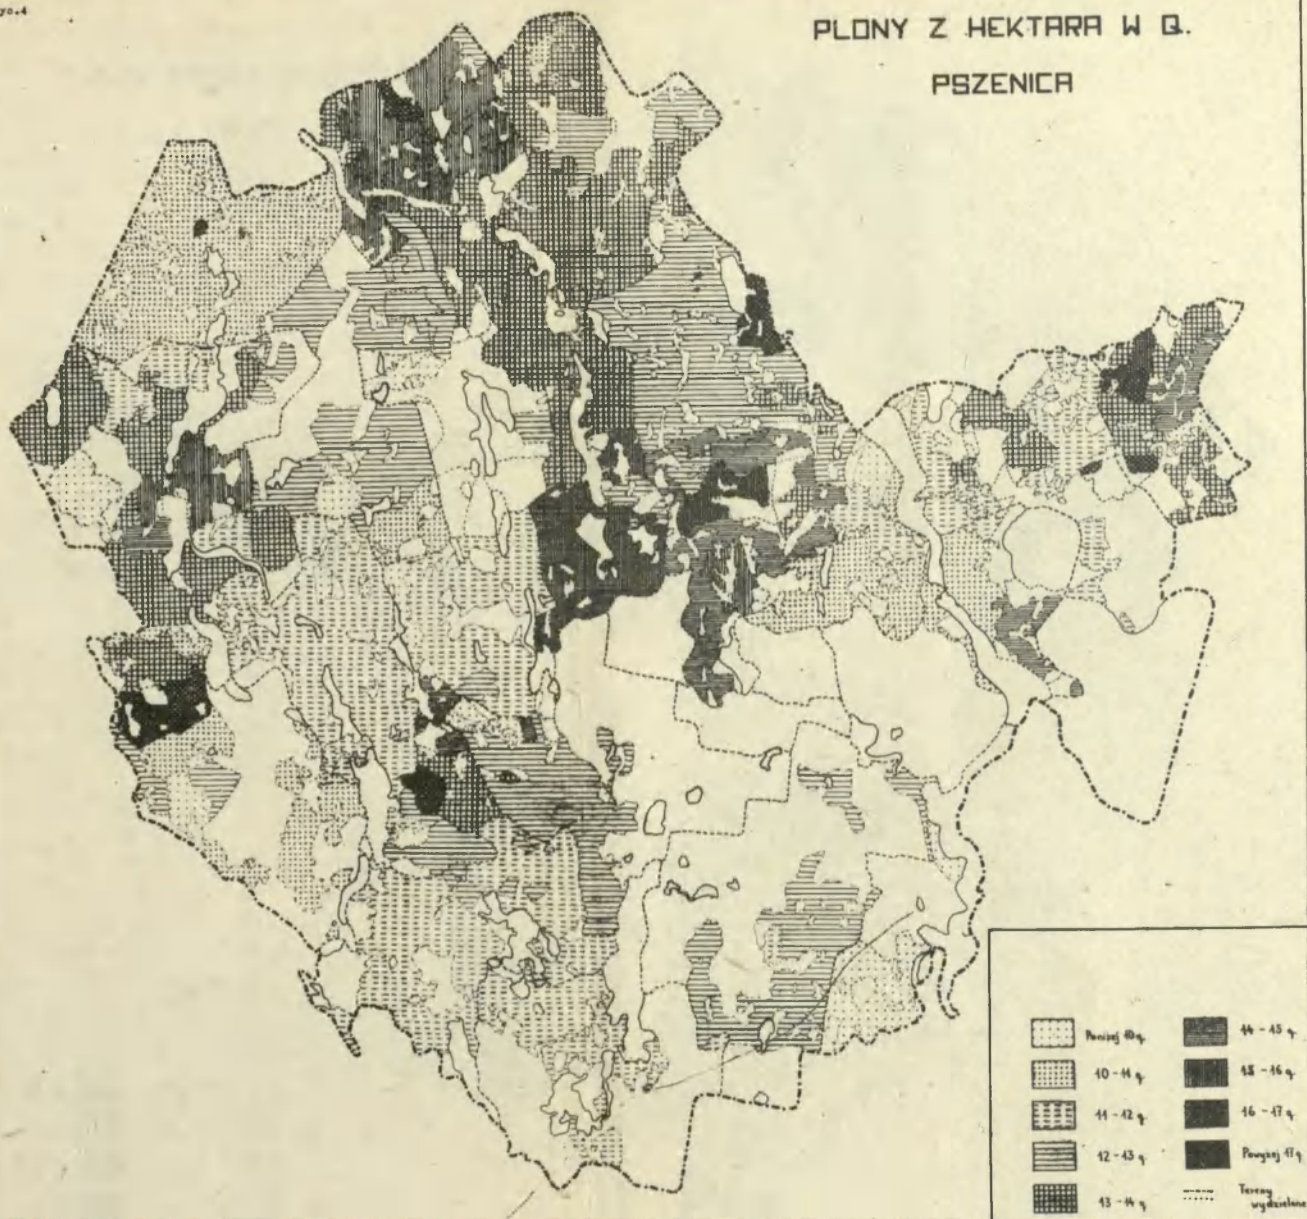 PLONY Z HEKTARA W Q.
PSZENICA
Poniżej 10 q
10 - 11 q
11 - 12 q
12 - 13 q
13 - 14 q
14 - 15 q
15 - 16 q
16 - 17 q
Powyżej 17 q
Tereny
wydzielone